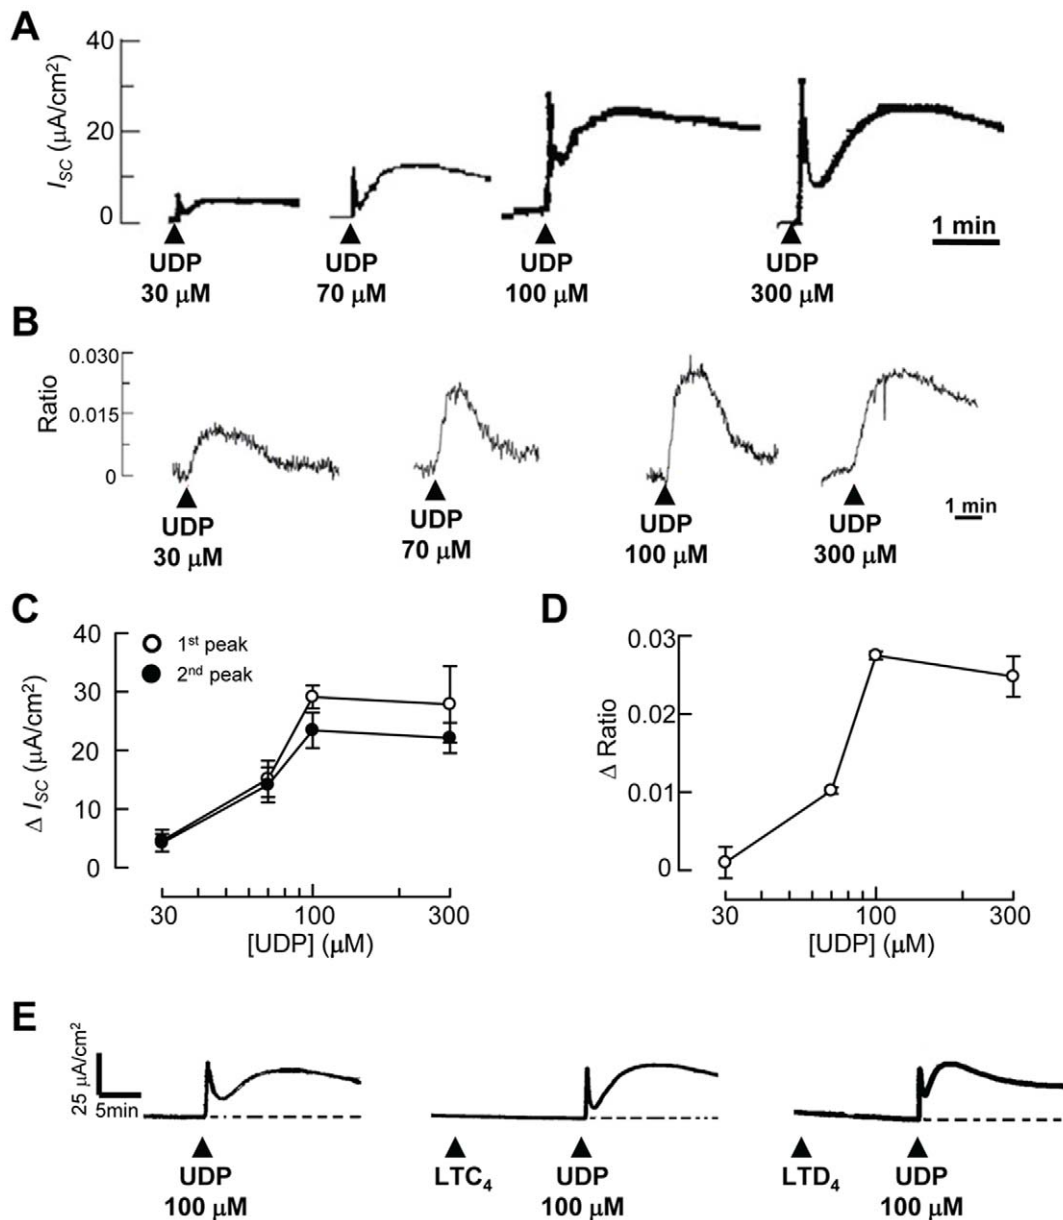 A
I_SC (μA/cm²)
40
20
0
UDP
30 μM
UDP
70 μM
UDP
100 μM
UDP
300 μM
1 min
B
Ratio
0.030
0.015
0
UDP
30 μM
UDP
70 μM
UDP
100 μM
UDP
300 μM
1 min
C
Δ I_SC (μA/cm²)
40
30
20
10
0
1st peak
2nd peak
30 100 300
[UDP] (μM)
D
Δ Ratio
0.03
0.02
0.01
0
30 100 300
[UDP] (μM)
E
25 μA/cm²
5min
UDP
100 μM
LTC₄
UDP
100 μM
LTD₄
UDP
100 μM